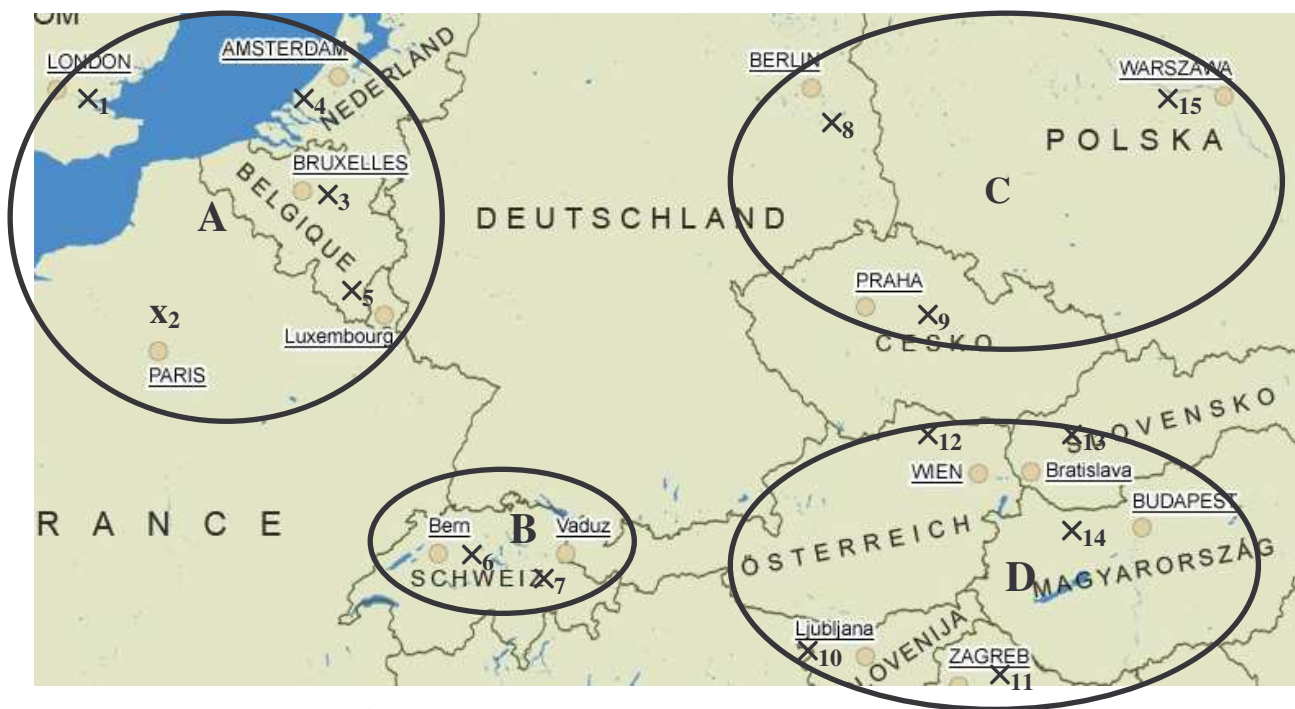 OM
LONDON
1
AMSTERDAM
4
NEDERLAND
BRUXELLES
3
BELGIQUE
A
5
Luxembourg
x2
PARIS
DEUTSCHLAND
BERLIN
8
WARSZAWA
15
POLSKA
C
PRAHA
9
ČESKO
12
13
SLOVENSKO
WIEN
Bratislava
BUDAPEST
14
RANCE
Bern
B
Vaduz
6
SCHWEIZ
7
ÖSTERREICH
D
MAGYARORSZÁG
Ljubljana
10
SLOVENIJA
ZAGREB
11